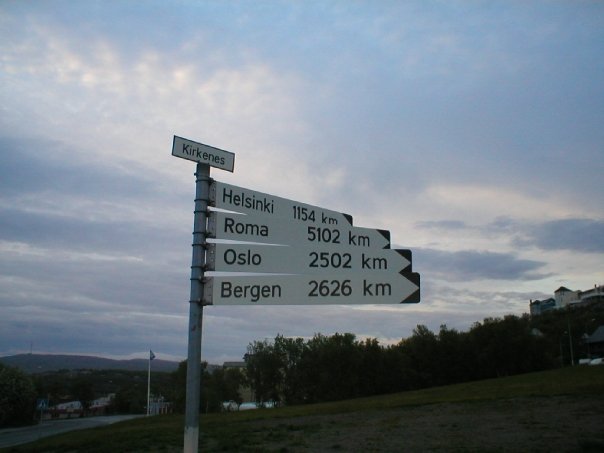 Kirkenes
Helsinki 1154 km
Roma 5102 km
Oslo 2502 km
Bergen 2626 km